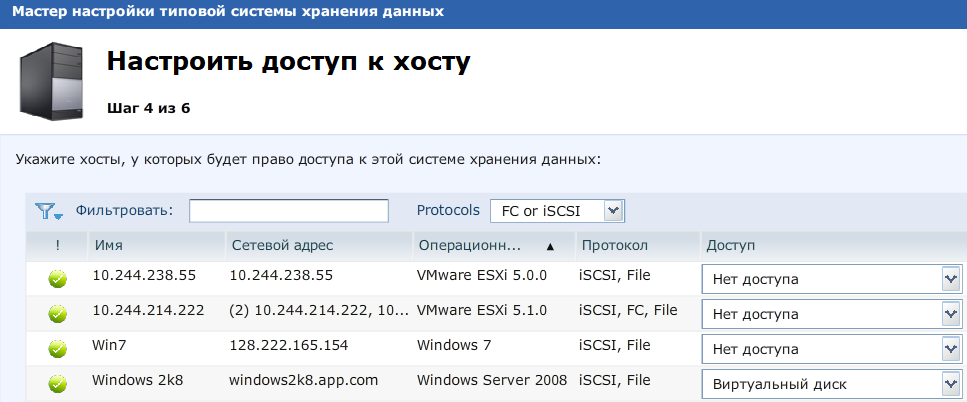 Мастер настройки типовой системы хранения данных
Настроить доступ к хосту
Шаг 4 из 6
Укажите хосты, у которых будет право доступа к этой системе хранения данных:
Фильтровать: Protocols FC or iSCSI
! Имя Сетевой адрес Операционн... Протокол Доступ
10.244.238.55 10.244.238.55 VMware ESXi 5.0.0 iSCSI, File Нет доступа
10.244.214.222 (2) 10.244.214.222, 10... VMware ESXi 5.1.0 iSCSI, FC, File Нет доступа
Win7 128.222.165.154 Windows 7 iSCSI, File Нет доступа
Windows 2k8 windows2k8.app.com Windows Server 2008 iSCSI, File Виртуальный диск